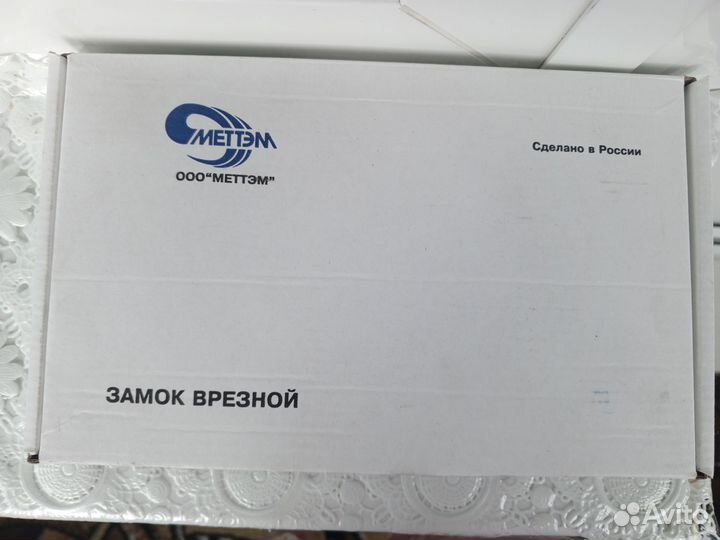 МЕТТЭМ
ООО"МЕТТЭМ"
Сделано в России
ЗАМОК ВРЕЗНОЙ
Avito